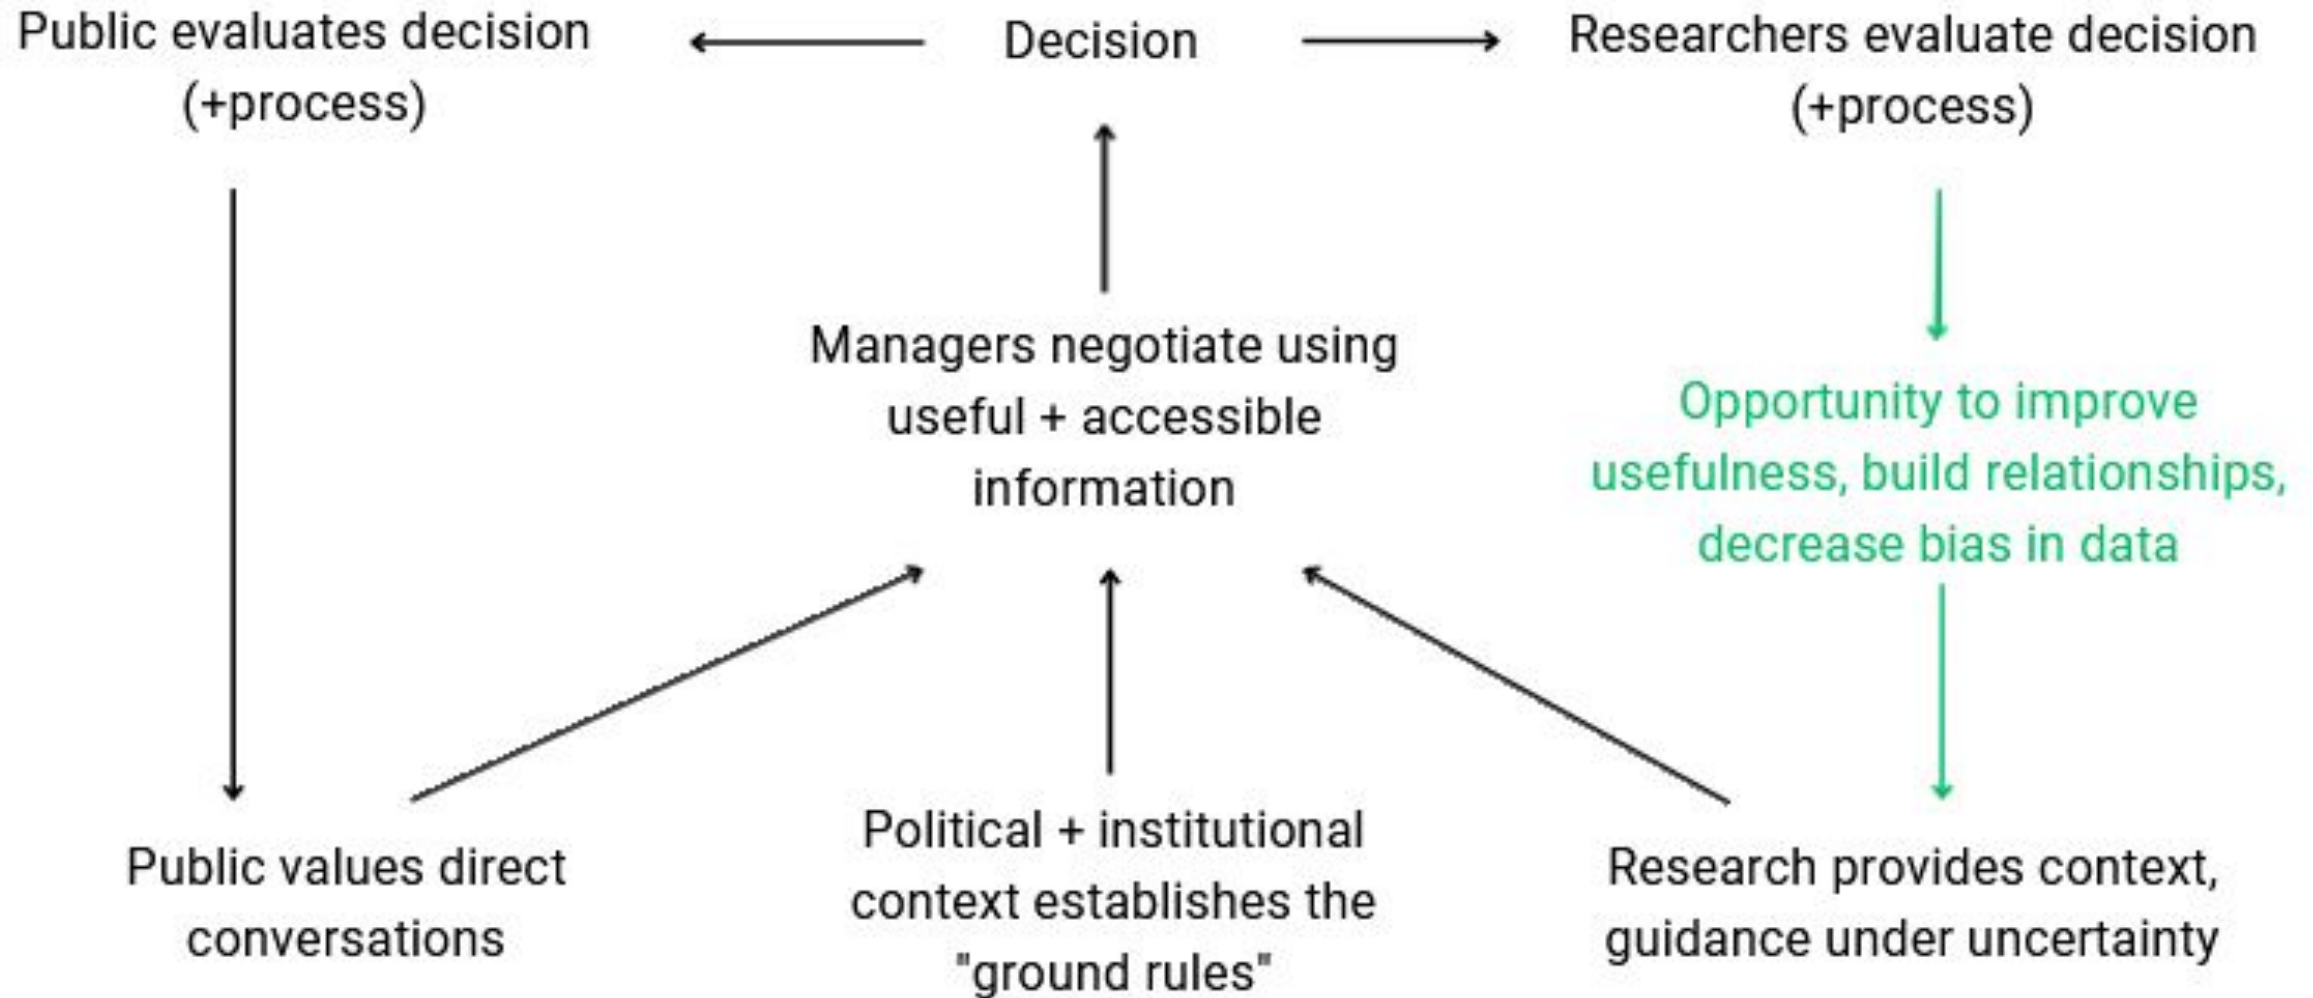 Public evaluates decision
(+process)
Decision
Researchers evaluate decision
(+process)
Managers negotiate using
useful + accessible
information
Opportunity to improve
usefulness, build relationships,
decrease bias in data
Public values direct
conversations
Political + institutional
context establishes the
"ground rules"
Research provides context,
guidance under uncertainty